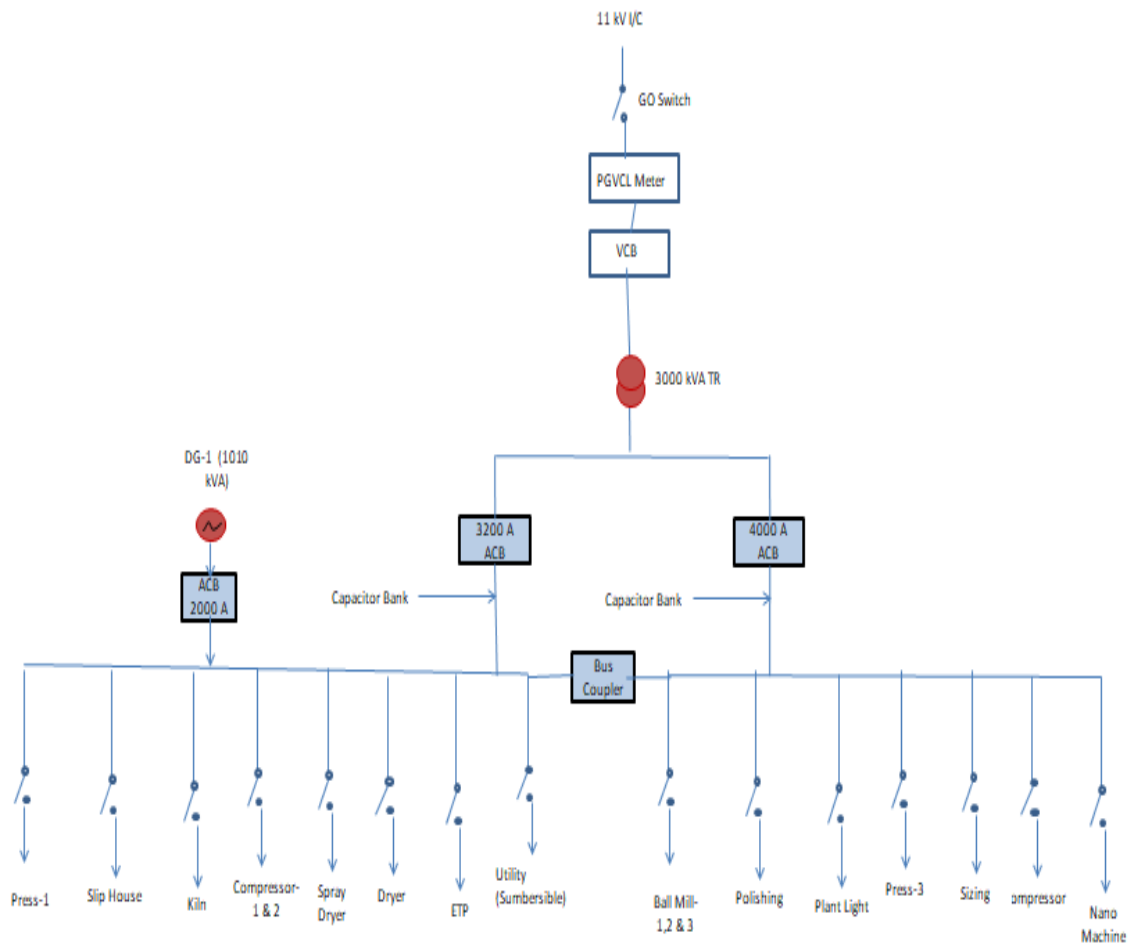 11 kV I/C
GO Switch
PGVCL Meter
VCB
3000 kVA TR
DG-1 (1010
kVA)
3200 A
ACB
4000 A
ACB
ACB
2000 A
Capacitor Bank
Capacitor Bank
Bus
Coupler
Press-1
Slip House
Kiln
Compressor-
1 & 2
Spray
Dryer
Dryer
ETP
Utility
(Sumbersible)
Ball Mill-
1,2 & 3
Polishing
Plant Light
Press-3
Sizing
ompressor
Nano
Machine